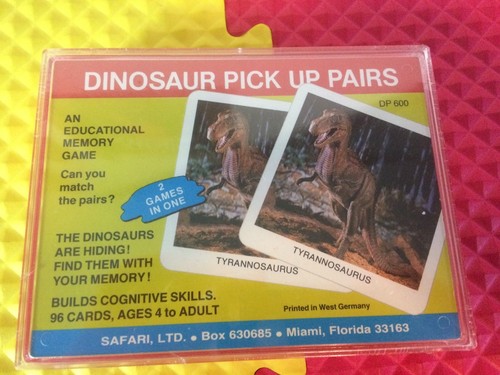 DINOSAUR PICK UP PAIRS
DP 600
AN
EDUCATIONAL
MEMORY
GAME
Can you
match
the pairs?
2
GAMES
IN ONE
THE DINOSAURS
ARE HIDING!
FIND THEM WITH
YOUR MEMORY!
TYRANNOSAURUS
TYRANNOSAURUS
BUILDS COGNITIVE SKILLS.
96 CARDS, AGES 4 to ADULT
Printed in West Germany
SAFARI, LTD. ● Box 630685 ● Miami, Florida 33163